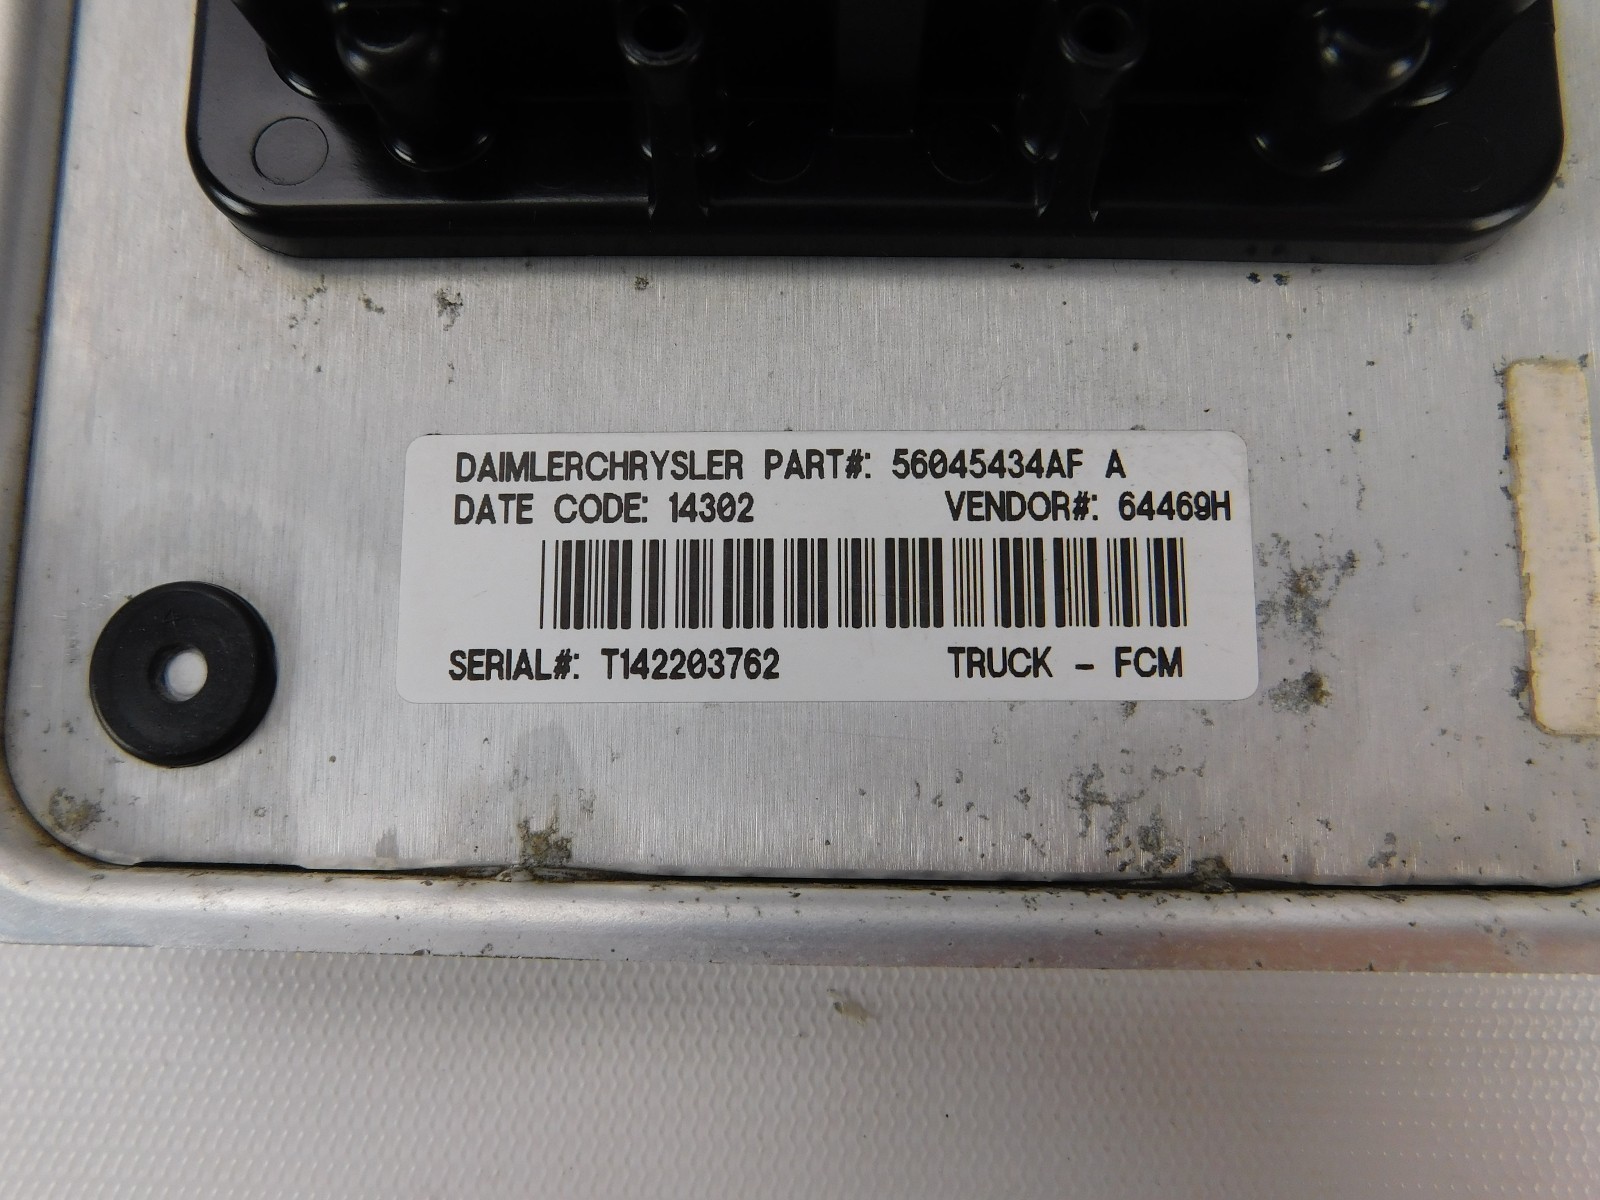 DAIMLERCHRYSLER PART#: 56045434AF A
DATE CODE: 14302 VENDOR#: 64469H
SERIAL#: T142203762 TRUCK - FCM